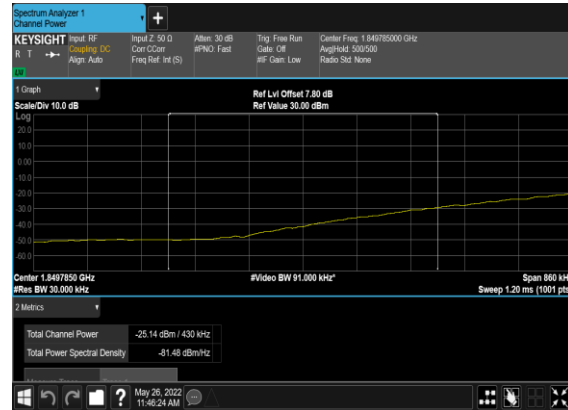 Spectrum Analyzer 1
Channel Power
+
KEYSIGHT Input: RF Input Z: 50 Ω Atten: 30 dB Trig: Free Run Center Freq: 1.849785000 GHz
R T Coupling: DC Corr CCorr #PNO: Fast Gate: Off Avg|Hold: 500/500
Align: Auto Freq Ref: Int (S) #IF Gain: Low Radio Std: None
1 Graph
Ref Lvl Offset 7.80 dB
Scale/Div 10.0 dB Ref Value 30.00 dBm
Log
20.0
10.0
0.00
-10.0
-20.0
-30.0
-40.0
-50.0
-60.0
Center 1.8497850 GHz #Video BW 91.000 kHz* Span 860 kH
#Res BW 30.000 kHz Sweep 1.20 ms (1001 pts
2 Metrics
Total Channel Power -25.14 dBm / 430 kHz
Total Power Spectral Density -81.48 dBm/Hz
?
May 26, 2022
11:46:24 AM